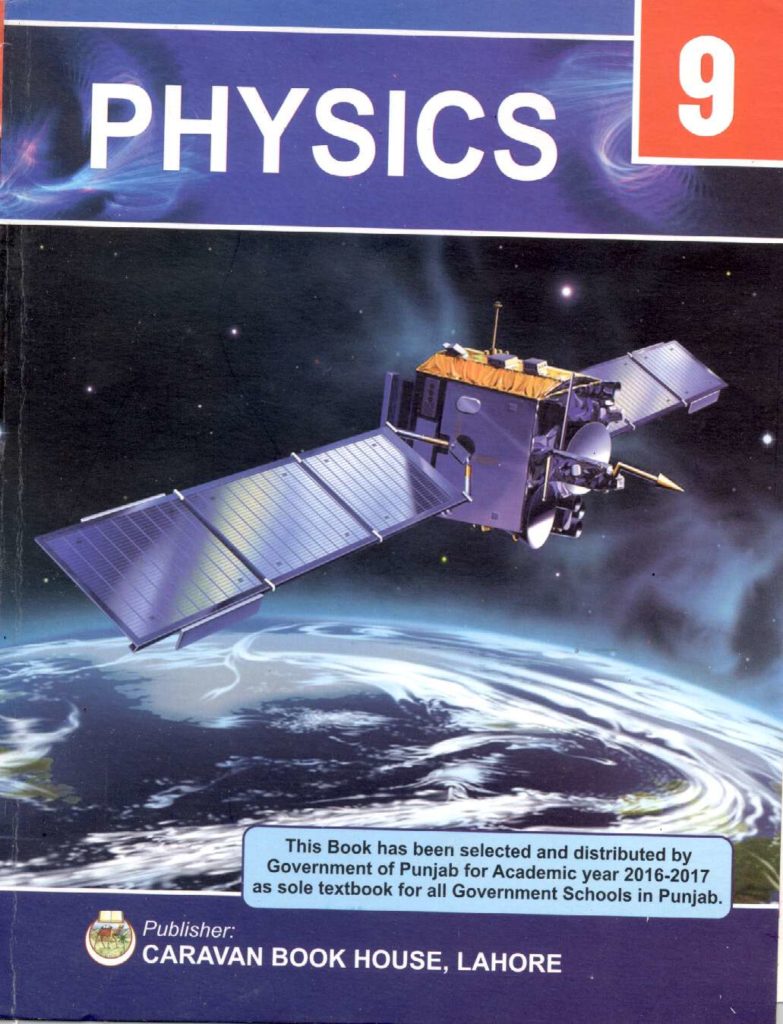 PHYSICS
9
This Book has been selected and distributed by
Government of Punjab for Academic year 2016-2017
as sole textbook for all Government Schools in Punjab.
Publisher:
CARAVAN BOOK HOUSE, LAHORE